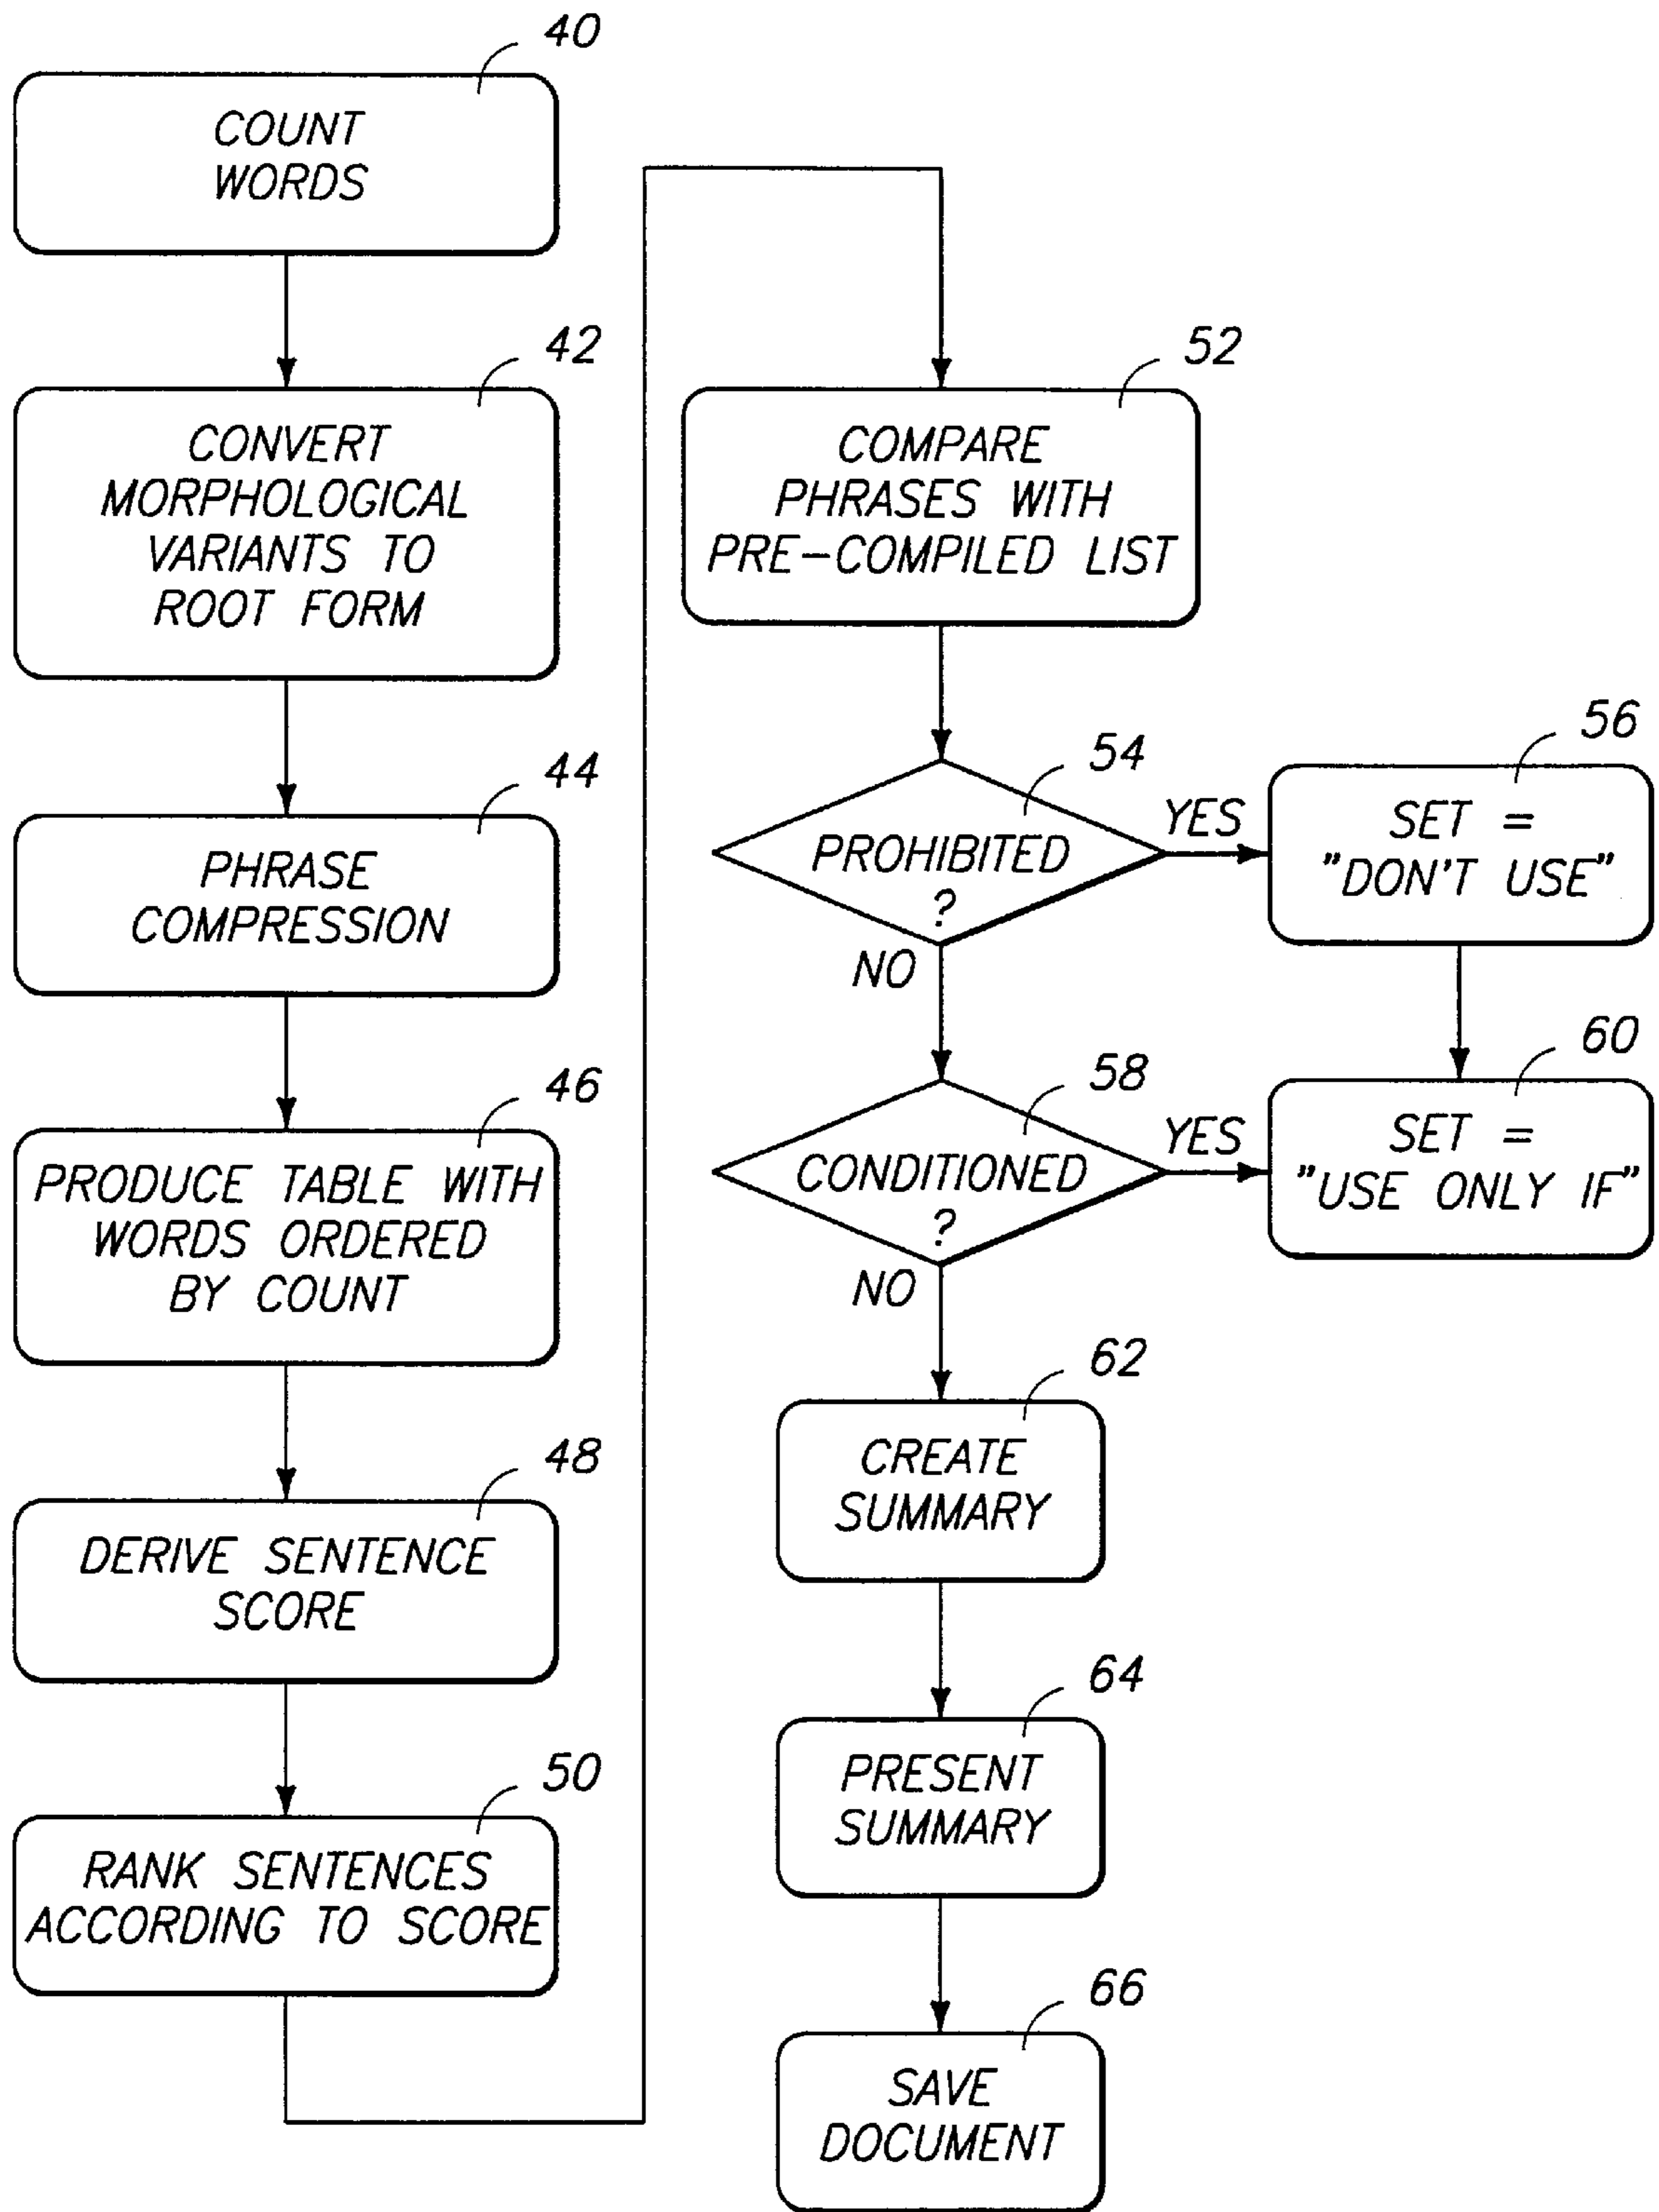 40
COUNT
WORDS
42
CONVERT
MORPHOLOGICAL
VARIANTS TO
ROOT FORM
44
PHRASE
COMPRESSION
46
PRODUCE TABLE WITH
WORDS ORDERED
BY COUNT
48
DERIVE SENTENCE
SCORE
50
RANK SENTENCES
ACCORDING TO SCORE
52
COMPARE
PHRASES WITH
PRE-COMPILED LIST
54
PROHIBITED
?
YES
NO
56
SET =
"DON'T USE"
58
CONDITIONED
?
YES
NO
60
SET =
"USE ONLY IF"
62
CREATE
SUMMARY
64
PRESENT
SUMMARY
66
SAVE
DOCUMENT